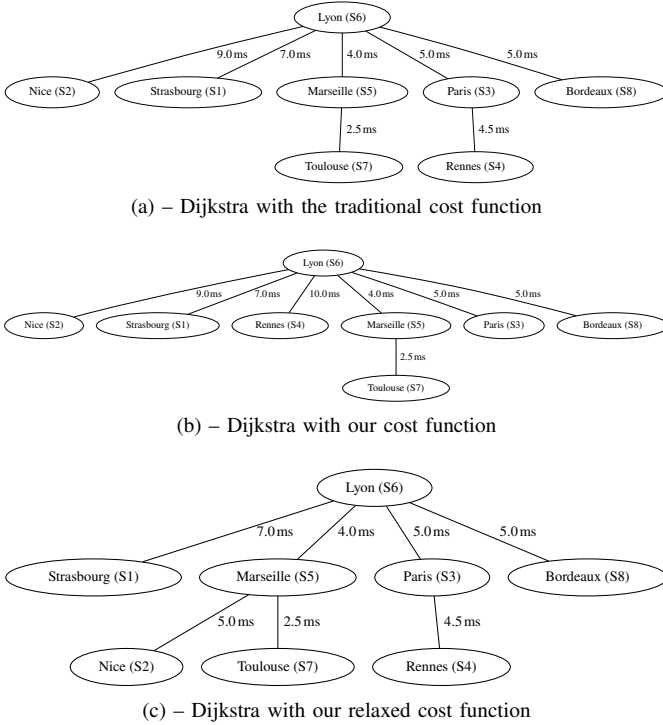 Lyon (S6)
9.0 ms 7.0 ms 4.0 ms 5.0 ms 5.0 ms
Nice (S2) Strasbourg (S1) Marseille (S5) Paris (S3) Bordeaux (S8)
2.5 ms 4.5 ms
Toulouse (S7) Rennes (S4)
(a) – Dijkstra with the traditional cost function
Lyon (S6)
9.0 ms 7.0 ms 10.0 ms 4.0 ms 5.0 ms 5.0 ms
Nice (S2) Strasbourg (S1) Rennes (S4) Marseille (S5) Paris (S3) Bordeaux (S8)
2.5 ms
Toulouse (S7)
(b) – Dijkstra with our cost function
Lyon (S6)
7.0 ms 4.0 ms 5.0 ms 5.0 ms
Strasbourg (S1) Marseille (S5) Paris (S3) Bordeaux (S8)
5.0 ms 2.5 ms 4.5 ms
Nice (S2) Toulouse (S7) Rennes (S4)
(c) – Dijkstra with our relaxed cost function